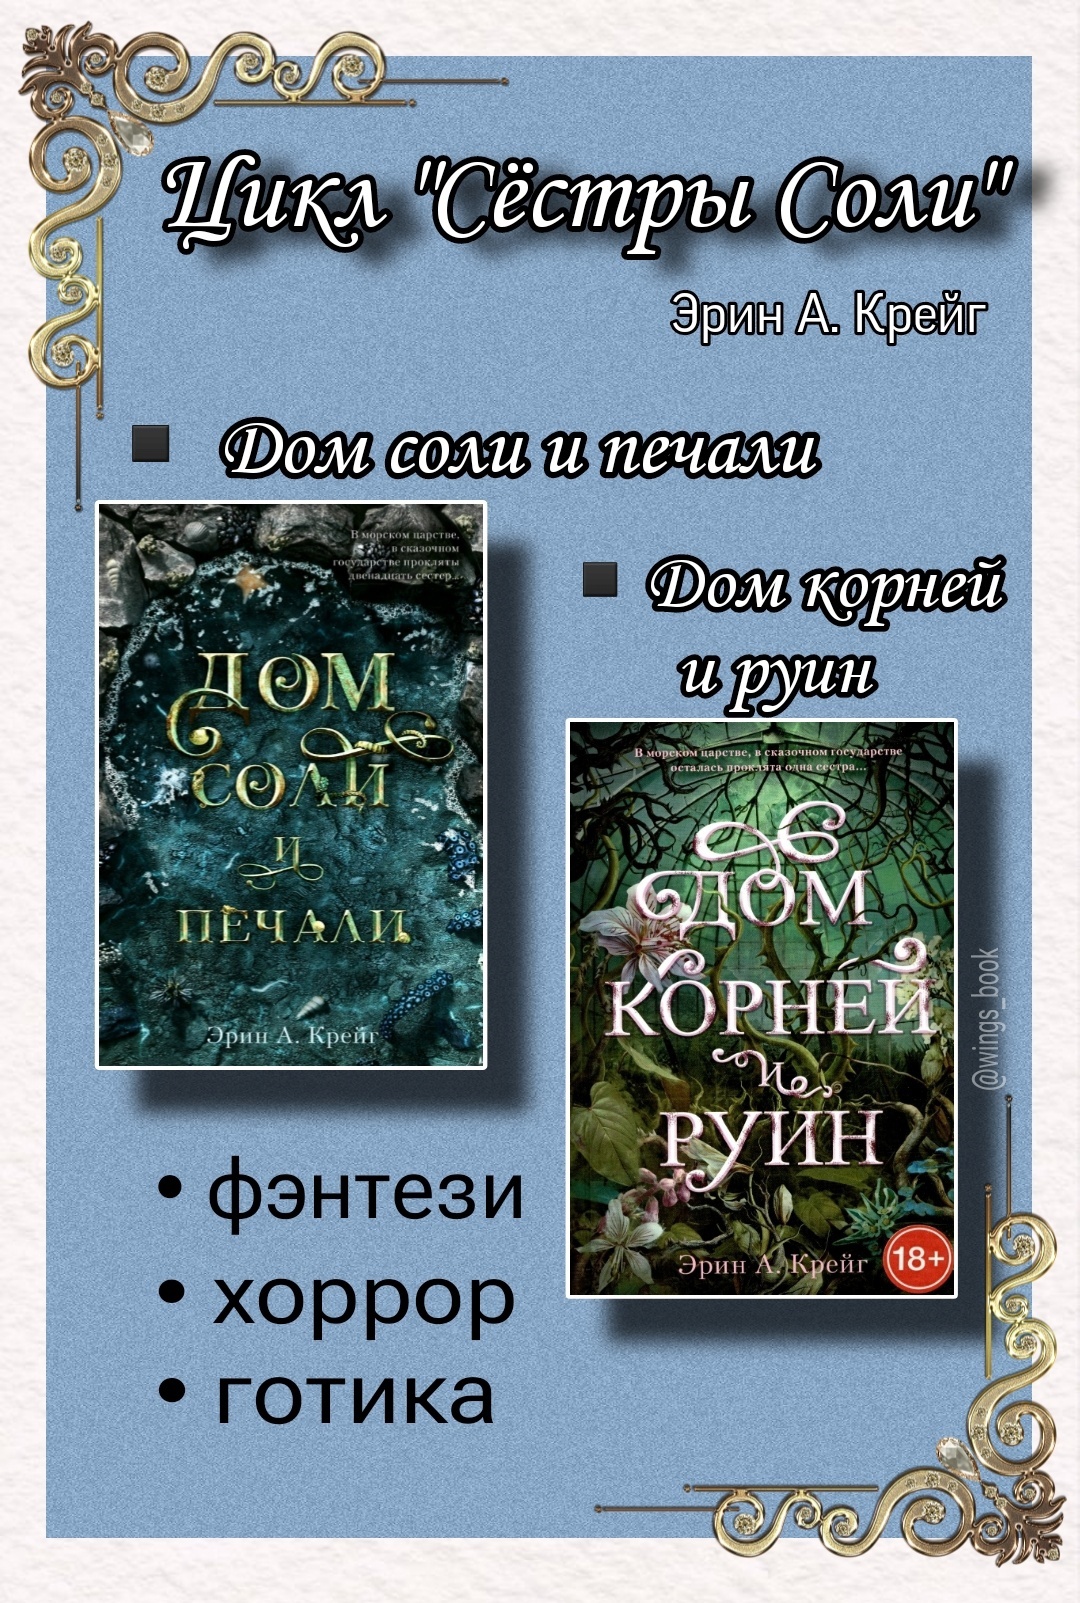 Цикл "Сёстры Соли"
Эрин А. Крейг
▪ Дом соли и печали
В морском царстве,
в сказочном
государстве прокляты
двенадцать сестер...
ДОМ
СОЛИ
И
ПЕЧАЛИ
Эрин А. Крейг
▪ Дом корней
и руин
В морском царстве, в сказочном государстве
осталась проклята одна сестра...
ДОМ
КОРНЕЙ
И
РУИН
Эрин А. Крейг
18+
@wings_book
• фэнтези
• хоррор
• готика